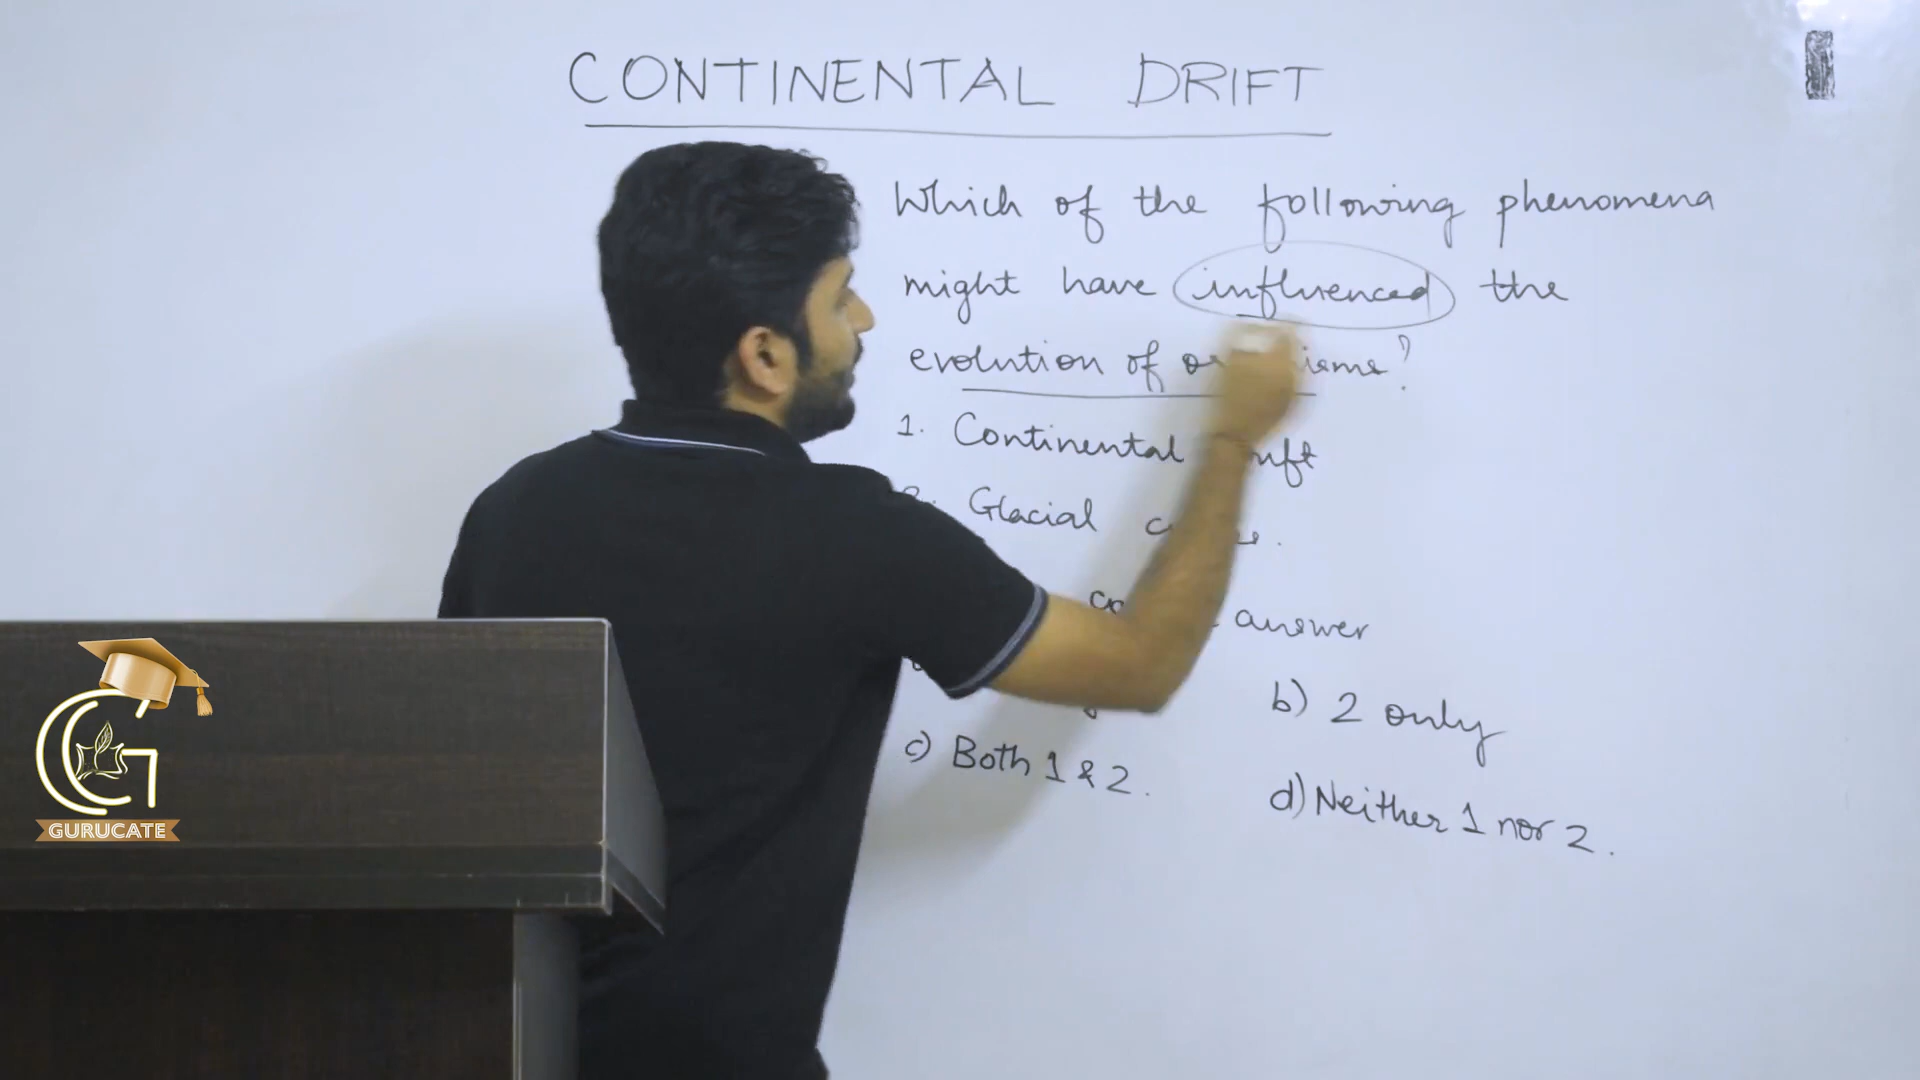 CONTINENTAL DRIFT
Which of the following phenomena
might have influenced the
evolution of
1. Continental
Glacial
answer
b) 2 only
c) Both 1 & 2.
d) Neither 1 nor 2.
GURUCATE